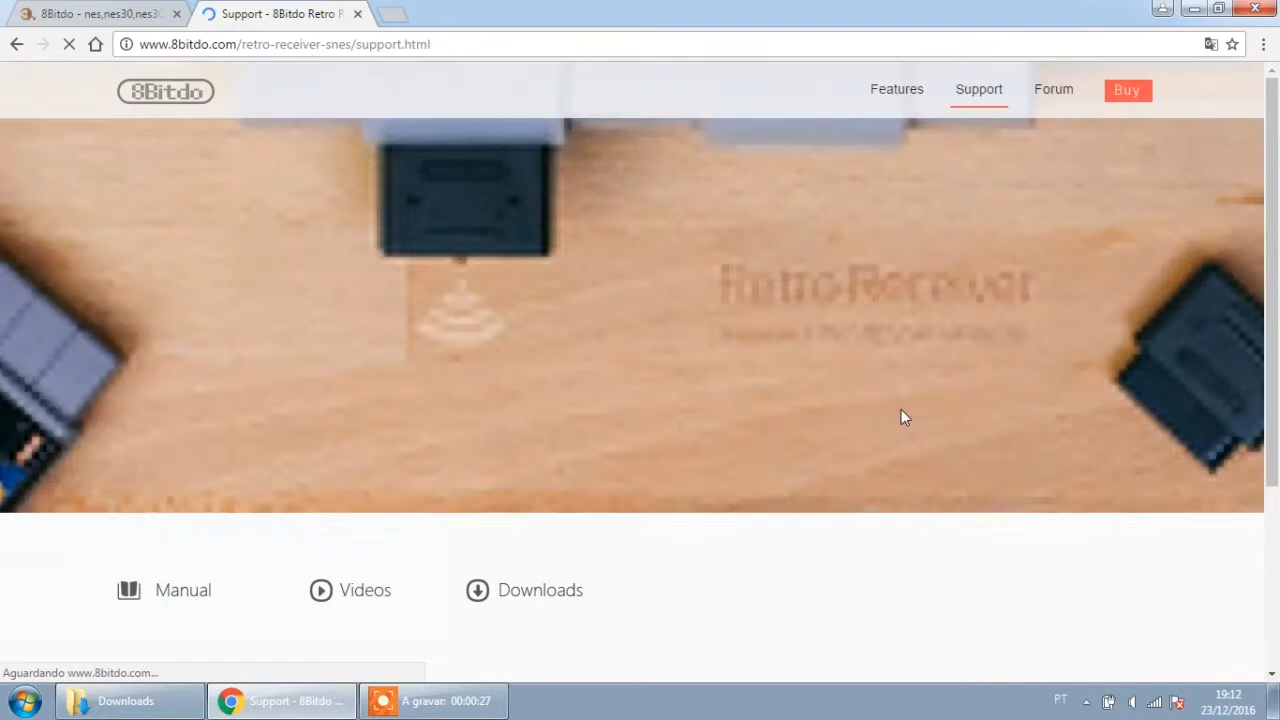 8Bitdo - nes,nes30,nes30
Support - 8Bitdo Retro R
www.8bitdo.com/retro-receiver-snes/support.html
8Bitdo
Features
Support
Forum
Buy
Retro Receiver
Manual
Videos
Downloads
Aguardando www.8bitdo.com...
Downloads
Support - 8Bitdo ...
A gravar: 00:00:27
PT
19:12
23/12/2016